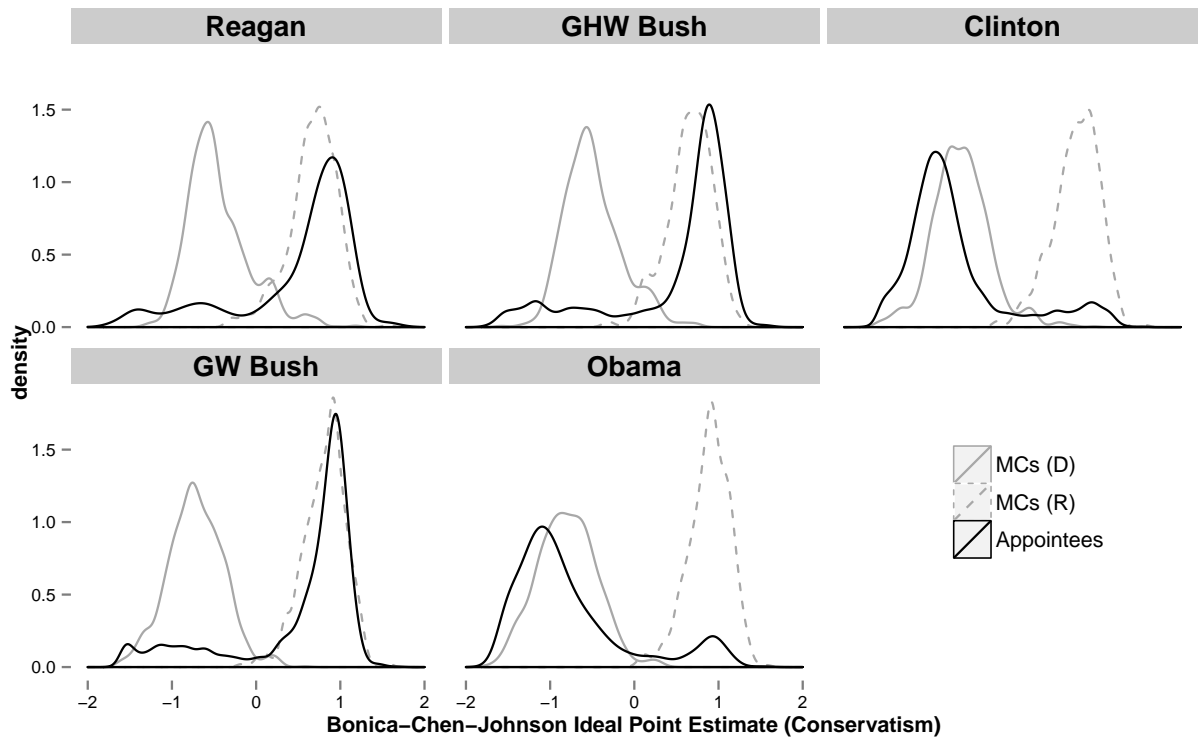 Reagan
GHW Bush
Clinton
1.5
1.0
0.5
0.0
density
GW Bush
Obama
1.5
1.0
0.5
0.0
−2 −1 0 1 2
−2 −1 0 1 2
MCs (D)
MCs (R)
Appointees
Bonica−Chen−Johnson Ideal Point Estimate (Conservatism)